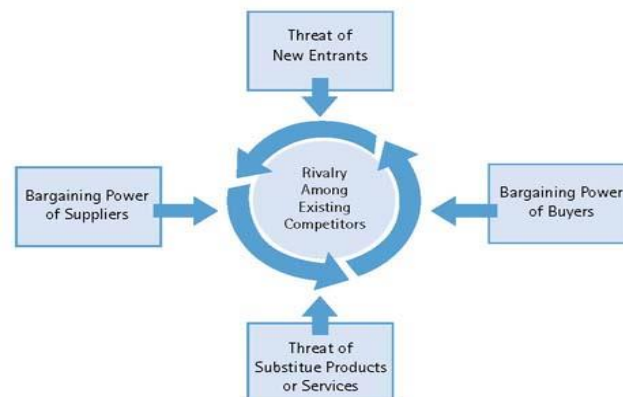 Threat of
New Entrants
Bargaining Power
of Suppliers
Rivalry
Among
Existing
Competitors
Bargaining Power
of Buyers
Threat of
Substitue Products
or Services